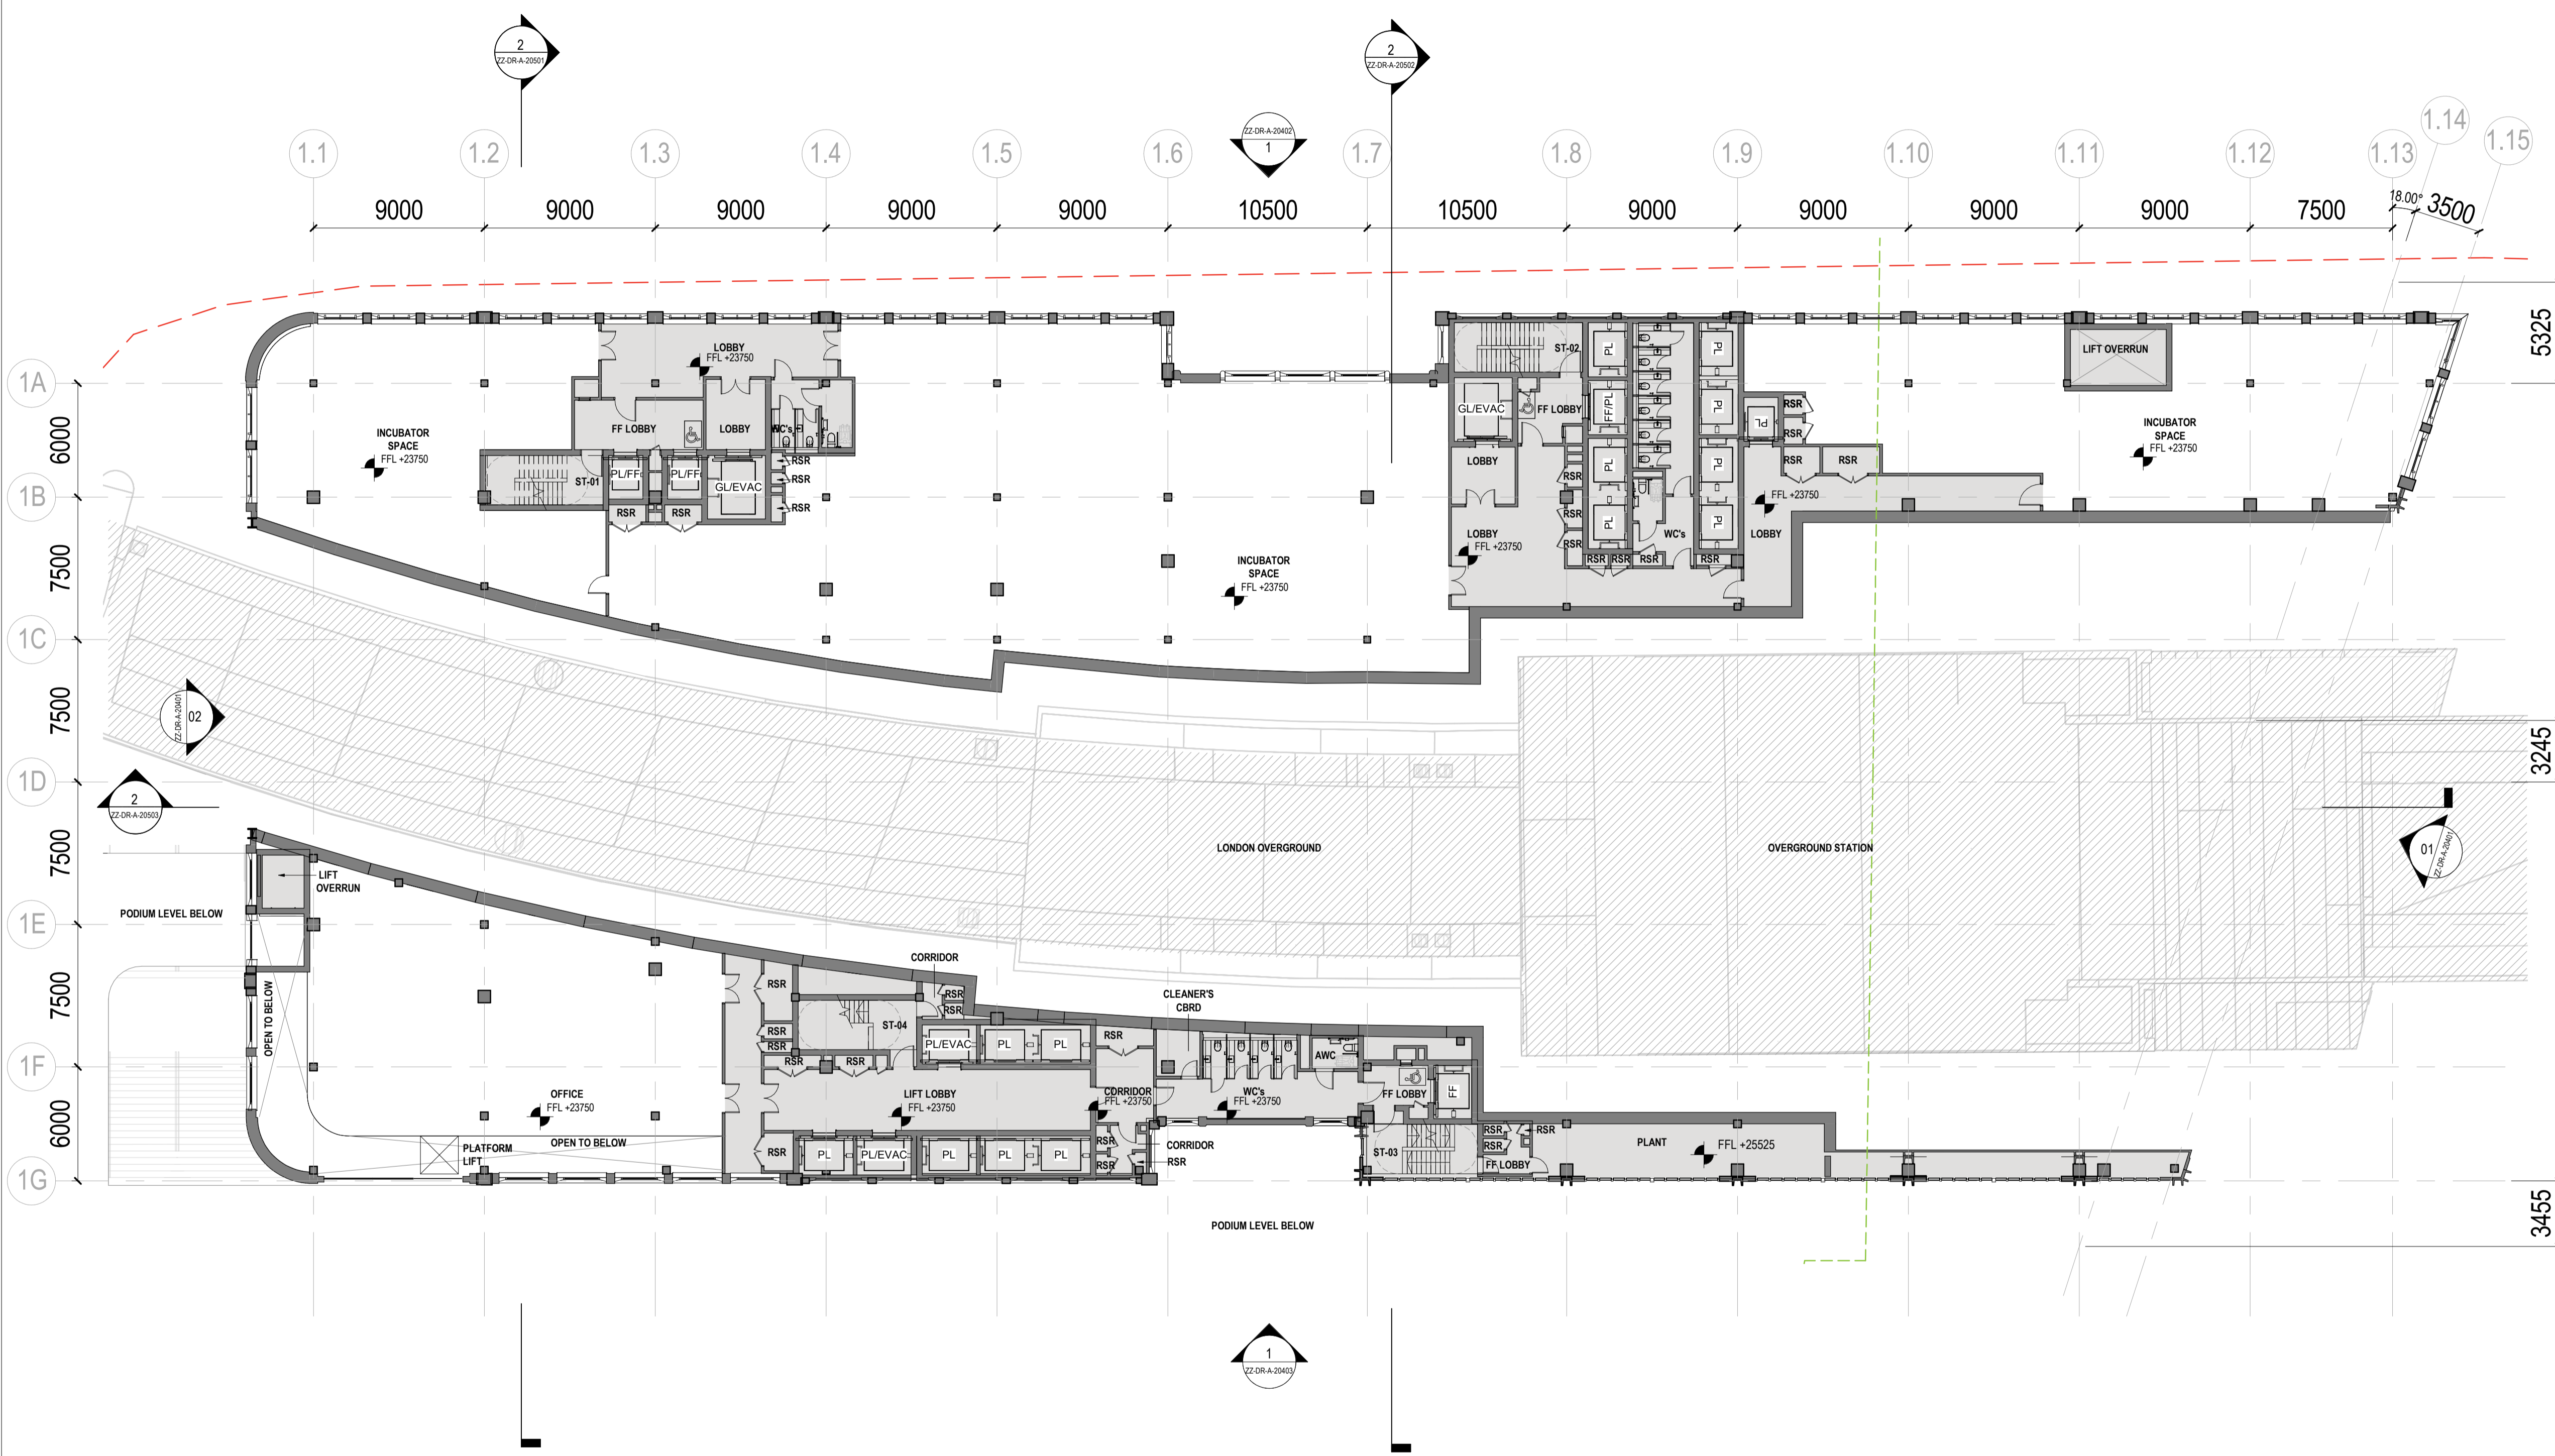 2
ZZ-DR-A-20501
2
ZZ-DR-A-20502
ZZ-DR-A-20402
1
1.1
1.2
1.3
1.4
1.5
1.6
1.7
1.8
1.9
1.10
1.11
1.12
1.13
1.14
1.15
9000
9000
9000
9000
9000
10500
10500
9000
9000
9000
9000
7500
18.00°
3500
5325
1A
6000
1B
7500
1C
7500
1D
7500
1E
7500
1F
6000
1G
3245
3455
LOBBY
FFL +23750
INCUBATOR
SPACE
FFL +23750
FF LOBBY
LOBBY
WC's
RSR
RSR
RSR
ST-01
PL/FF
PL/FF
GL/EVAC
RSR
RSR
INCUBATOR
SPACE
FFL +23750
ST-02
GL/EVAC
FF LOBBY
LOBBY
LOBBY
FFL +23750
PL
FF/PL
PL
PL
RSR
RSR
RSR
WC's
RSR
RSR
RSR
RSR
PL
PL
PL
PL
PL
RSR
RSR
RSR
RSR
FFL +23750
LOBBY
LIFT OVERRUN
INCUBATOR
SPACE
FFL +23750
02
ZZ-DR-A-20401
2
ZZ-DR-A-20503
LONDON OVERGROUND
OVERGROUND STATION
01
ZZ-DR-A-20401
LIFT
OVERRUN
PODIUM LEVEL BELOW
OPEN TO BELOW
OFFICE
FFL +23750
OPEN TO BELOW
PLATFORM
LIFT
CORRIDOR
RSR
RSR
RSR
RSR
RSR
RSR
RSR
ST-04
PL/EVAC
PL
PL
LIFT LOBBY
FFL +23750
RSR
PL
PL/EVAC
PL
PL
PL
CLEANER'S
CBRD
RSR
CORRIDOR
FFL +23750
WC's
FFL +23750
AWC
FF LOBBY
FF
RSR
RSR
CORRIDOR
RSR
ST-03
RSR
RSR
RSR
FF LOBBY
PLANT
FFL +25525
PODIUM LEVEL BELOW
1
ZZ-DR-A-20403